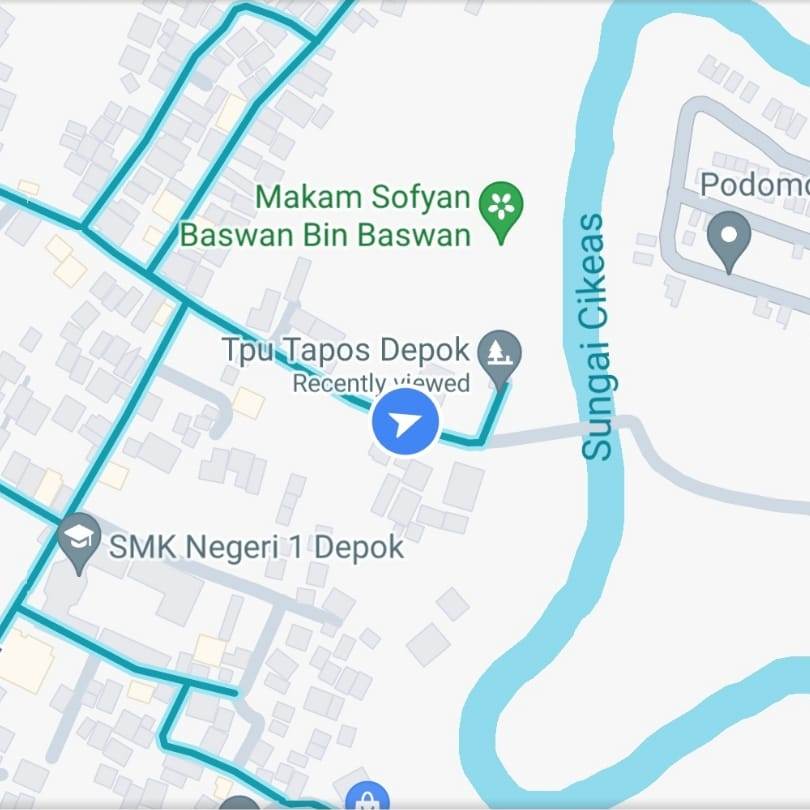 Podomo
Makam Sofyan
Baswan Bin Baswan
Sungai Cikeas
Tpu Tapos Depok
Recently viewed
SMK Negeri 1 Depok